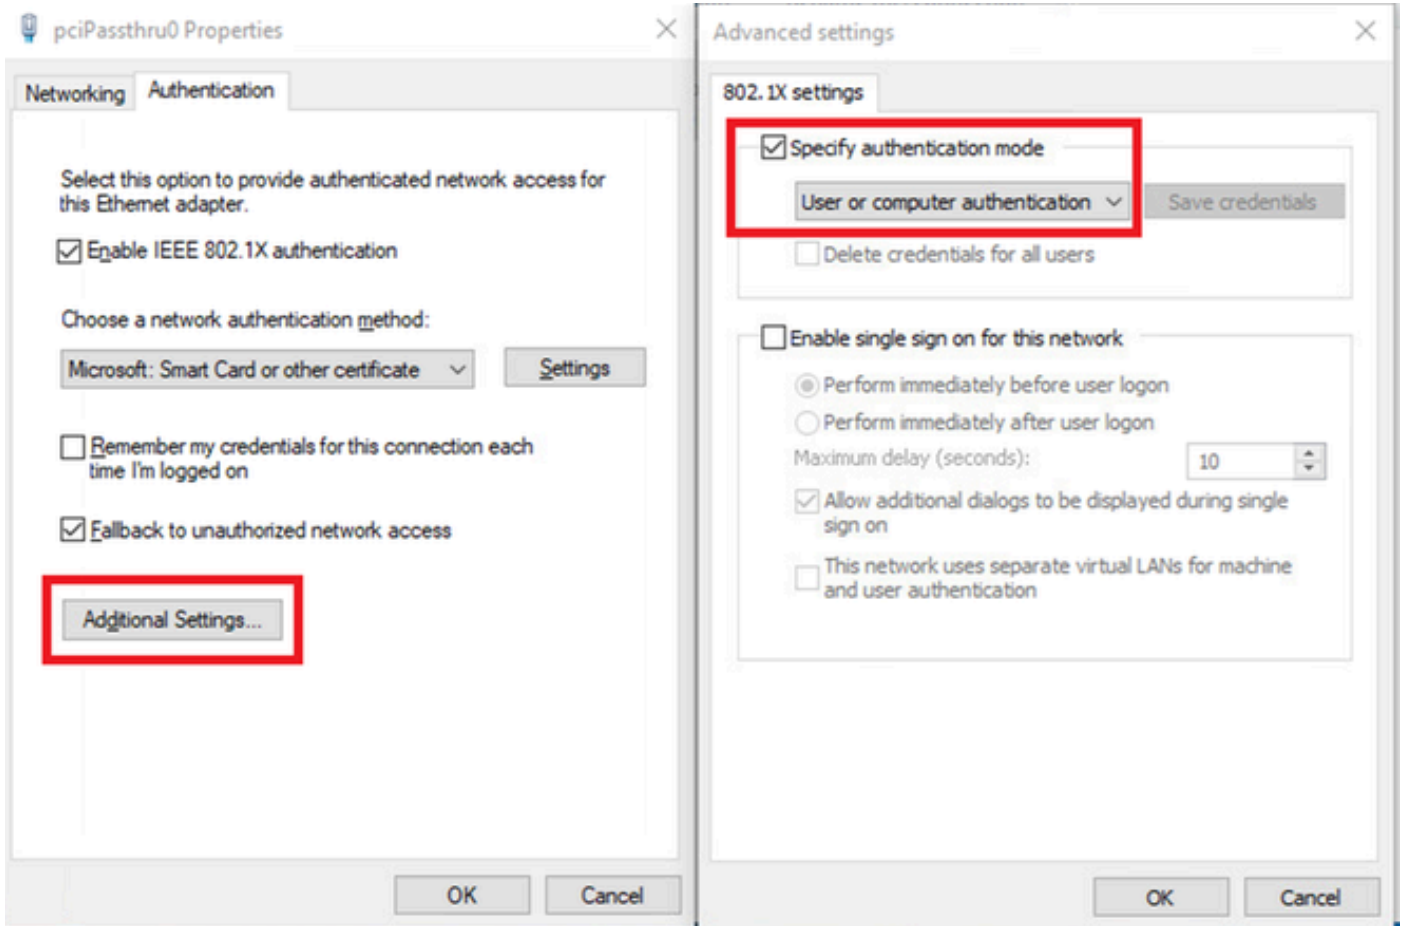 pciPassthru0 Properties
Networking
Authentication
Select this option to provide authenticated network access for
this Ethernet adapter.
Enable IEEE 802.1X authentication
Choose a network authentication method:
Microsoft: Smart Card or other certificate
Settings
Remember my credentials for this connection each
time I'm logged on
Fallback to unauthorized network access
Additional Settings...
OK
Cancel
Advanced settings
802.1X settings
Specify authentication mode
User or computer authentication
Save credentials
Delete credentials for all users
Enable single sign on for this network
Perform immediately before user logon
Perform immediately after user logon
Maximum delay (seconds):
10
Allow additional dialogs to be displayed during single
sign on
This network uses separate virtual LANs for machine
and user authentication
OK
Cancel